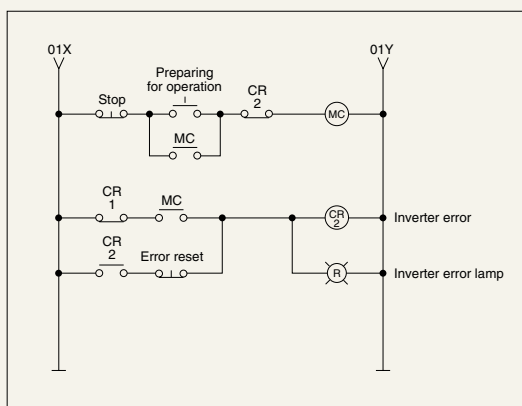 01X
01Y
Preparing
for operation
Stop
CR
2
MC
MC
CR
1
MC
CR
2
Inverter error
CR
2
Error reset
R
Inverter error lamp